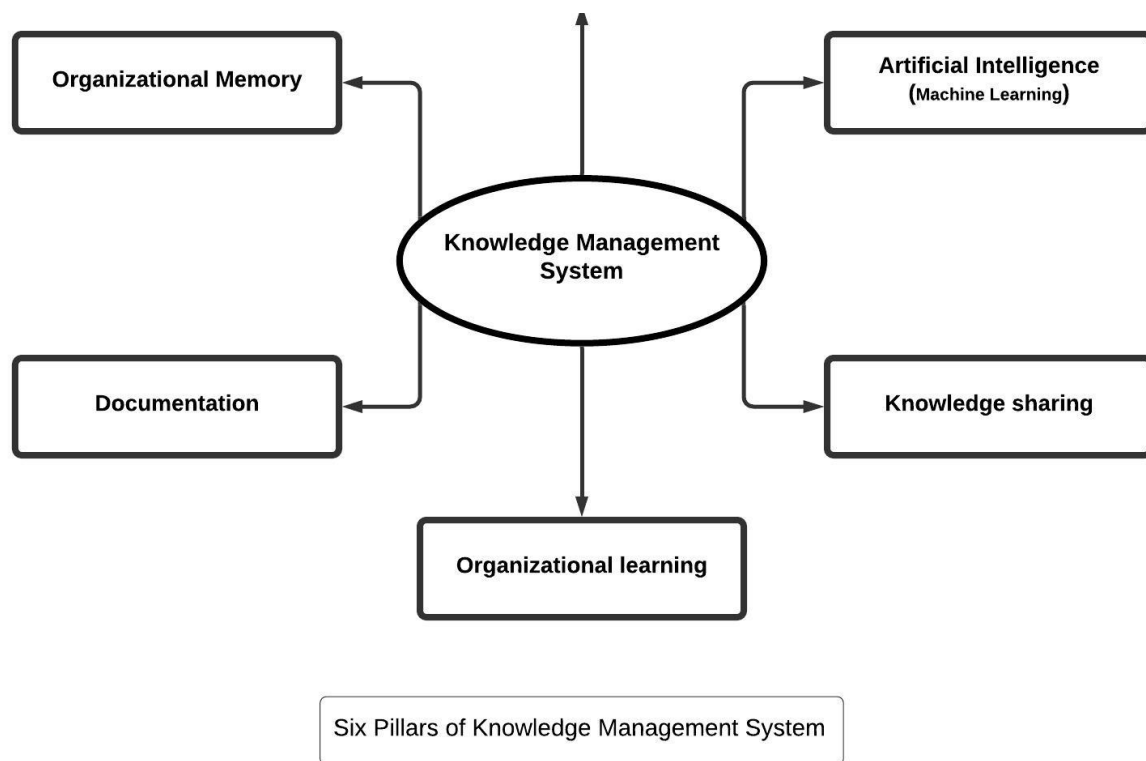 Organizational Memory
Artificial Intelligence
(Machine Learning)
Knowledge Management
System
Documentation
Knowledge sharing
Organizational learning
Six Pillars of Knowledge Management System